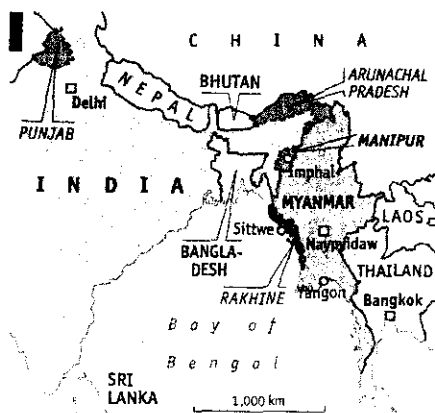 CHINA
ARUNACHAL
PRADESH
BHUTAN
NEPAL
Delhi
PUNJAB
MANIPUR
Imphal
INDIA
MYANMAR
LAOS
Sittwe
Naypyidaw
BANGLA-
DESH
THAILAND
RAKHINE
Yangon
Bangkok
Bay of
Bengal
SRI
LANKA
1,000 km